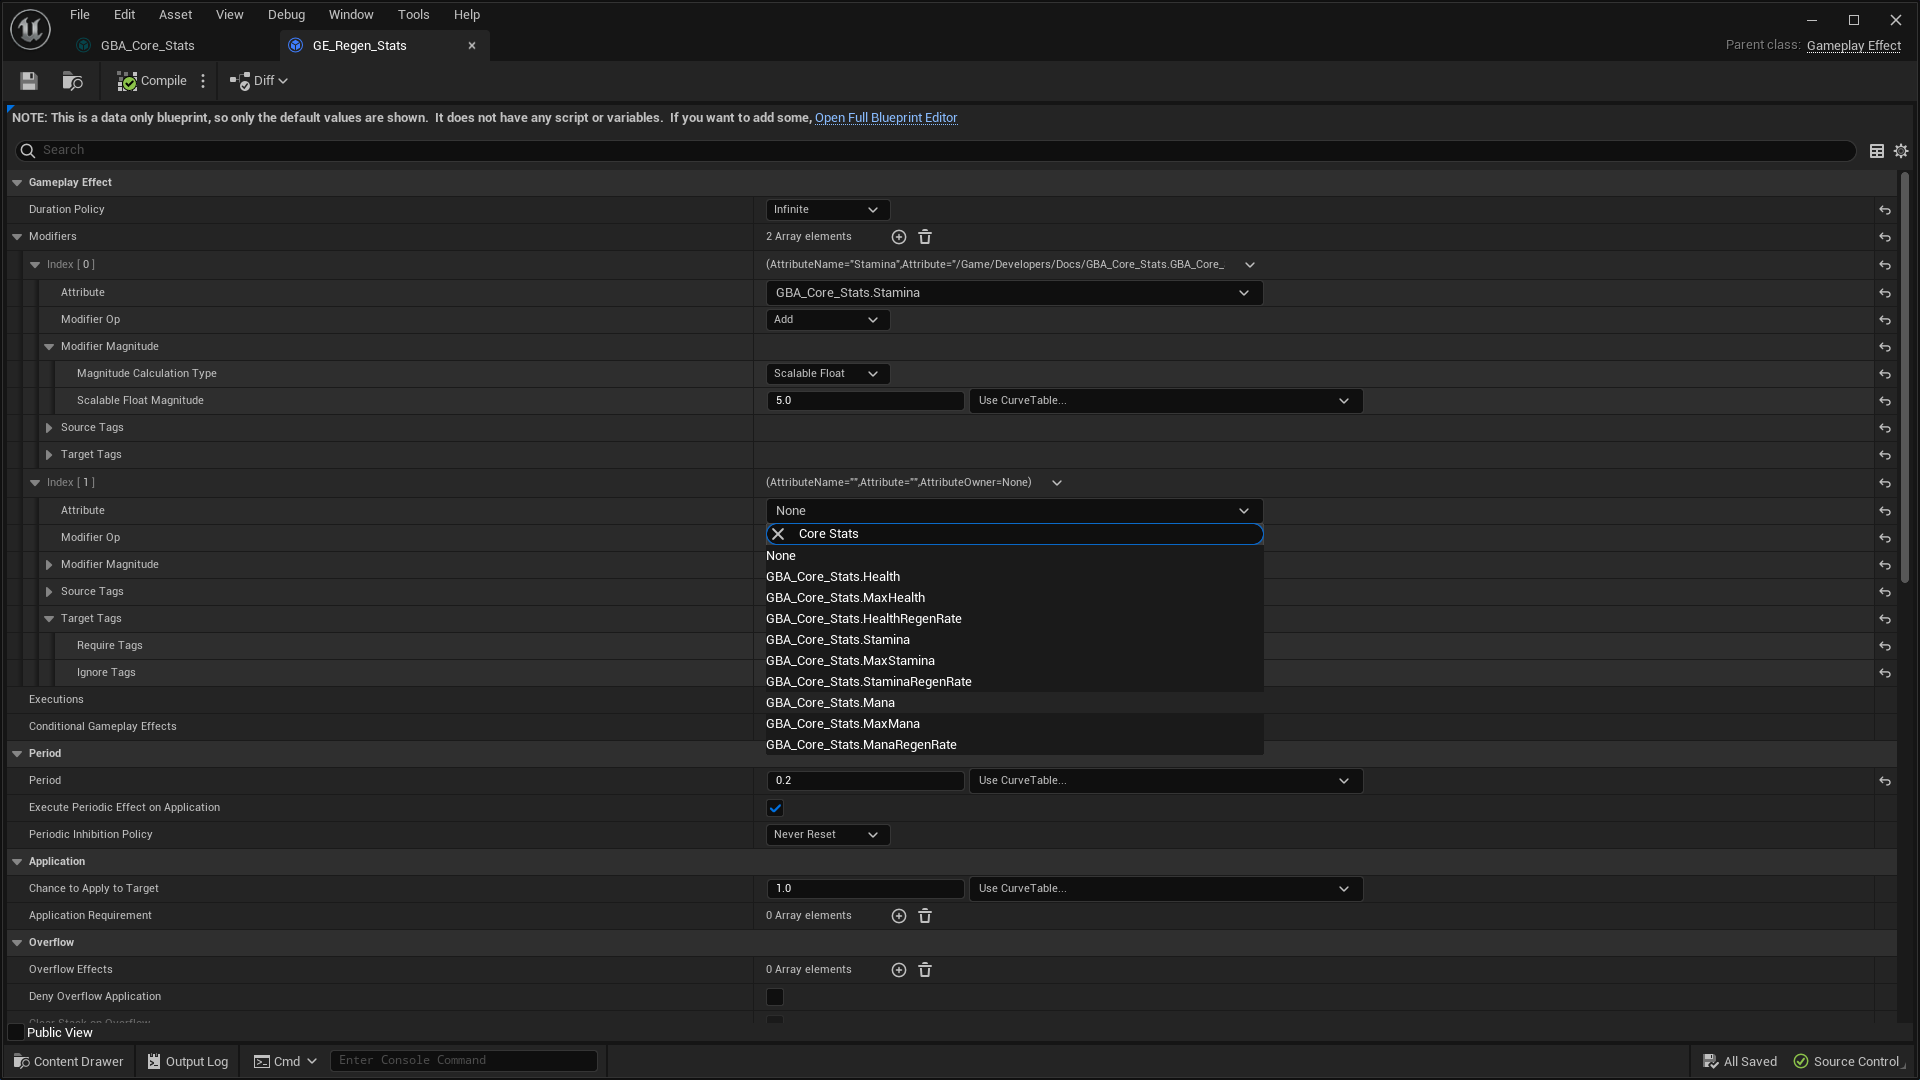 File Edit Asset View Debug Window Tools Help
GBA_Core_Stats GE_Regen_Stats Parent class: Gameplay Effect
Compile Diff
NOTE: This is a data only blueprint, so only the default values are shown. It does not have any script or variables. If you want to add some, Open Full Blueprint Editor
Search
Gameplay Effect
Duration Policy Infinite
Modifiers 2 Array elements
Index [ 0 ] (AttributeName="Stamina",Attribute="/Game/Developers/Docs/GBA_Core_Stats.GBA_Core_
Attribute GBA_Core_Stats.Stamina
Modifier Op Add
Modifier Magnitude
Magnitude Calculation Type Scalable Float
Scalable Float Magnitude 5.0 Use CurveTable...
Source Tags
Target Tags
Index [ 1 ] (AttributeName="",Attribute="",AttributeOwner=None)
Attribute None
Modifier Op Core Stats
None
Modifier Magnitude GBA_Core_Stats.Health
Source Tags GBA_Core_Stats.MaxHealth
Target Tags GBA_Core_Stats.HealthRegenRate
Require Tags GBA_Core_Stats.Stamina
GBA_Core_Stats.MaxStamina
Ignore Tags GBA_Core_Stats.StaminaRegenRate
Executions GBA_Core_Stats.Mana
Conditional Gameplay Effects GBA_Core_Stats.MaxMana
Period GBA_Core_Stats.ManaRegenRate
Period 0.2 Use CurveTable...
Execute Periodic Effect on Application
Periodic Inhibition Policy Never Reset
Application
Chance to Apply to Target 1.0 Use CurveTable...
Application Requirement 0 Array elements
Overflow
Overflow Effects 0 Array elements
Deny Overflow Application
Clear Stack on Overflow
Public View
Content Drawer Output Log Cmd Enter Console Command All Saved Source Control